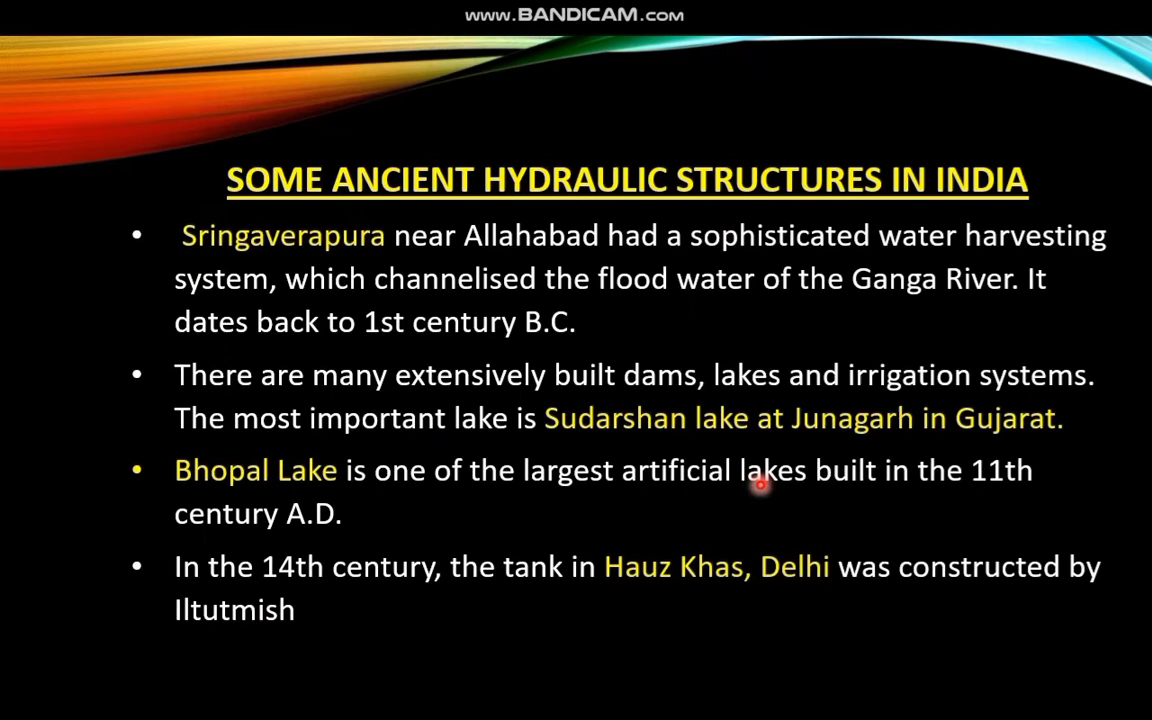 www.BANDICAM.com
SOME ANCIENT HYDRAULIC STRUCTURES IN INDIA
• Sringaverapura near Allahabad had a sophisticated water harvesting
system, which channelised the flood water of the Ganga River. It
dates back to 1st century B.C.
• There are many extensively built dams, lakes and irrigation systems.
The most important lake is Sudarshan lake at Junagarh in Gujarat.
• Bhopal Lake is one of the largest artificial lakes built in the 11th
century A.D.
• In the 14th century, the tank in Hauz Khas, Delhi was constructed by
Iltutmish